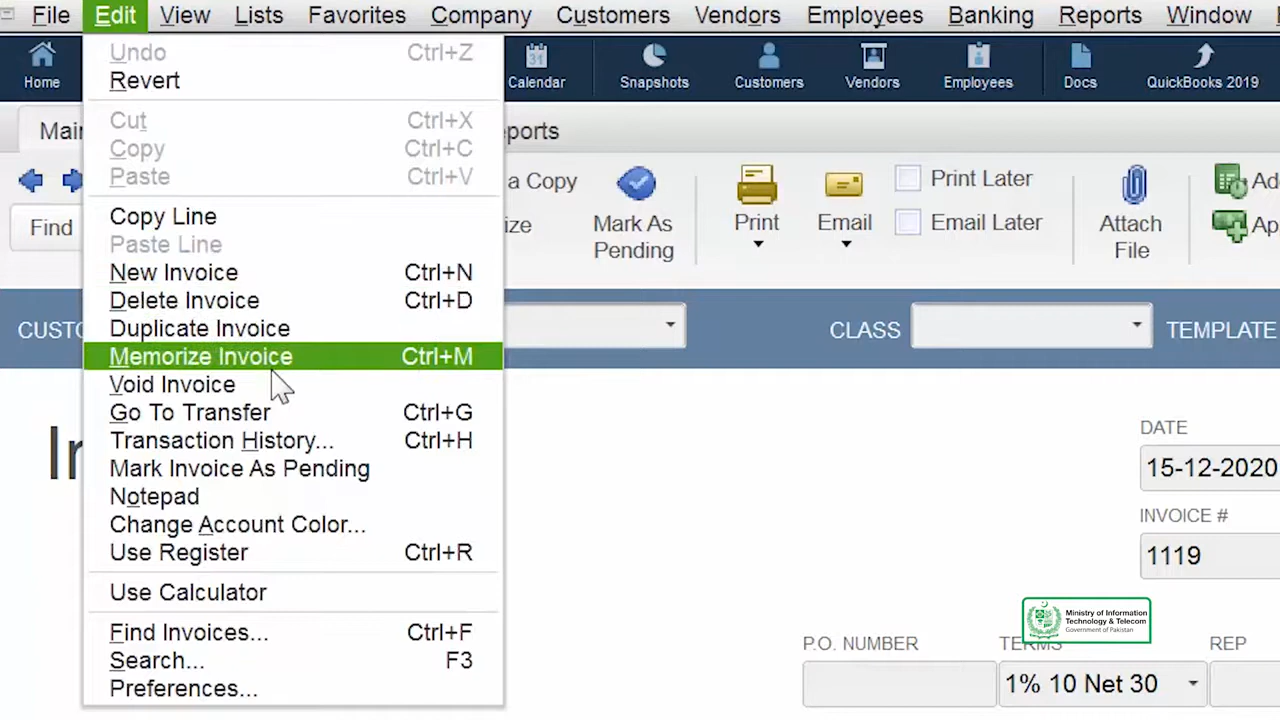 File Edit View Lists Favorites Company Customers Vendors Employees Banking Reports Window
Home Calendar Snapshots Customers Vendors Employees Docs QuickBooks 2019
31
Undo Ctrl+Z
Revert
Cut Ctrl+X
Copy Ctrl+C
Paste Ctrl+V
Copy Line
Paste Line
New Invoice Ctrl+N
Delete Invoice Ctrl+D
Duplicate Invoice
Memorize Invoice Ctrl+M
Void Invoice
Go To Transfer Ctrl+G
Transaction History... Ctrl+H
Mark Invoice As Pending
Notepad
Change Account Color...
Use Register Ctrl+R
Use Calculator
Find Invoices... Ctrl+F
Search... F3
Preferences...
Find
a Copy
Mark As
Pending
Print
Email
Print Later
Email Later
Attach
File
CLASS
TEMPLATE
DATE
15-12-2020
INVOICE #
1119
P.O. NUMBER
TERMS
REP
1% 10 Net 30
Ministry of Information
Technology & Telecom
Government of Pakistan